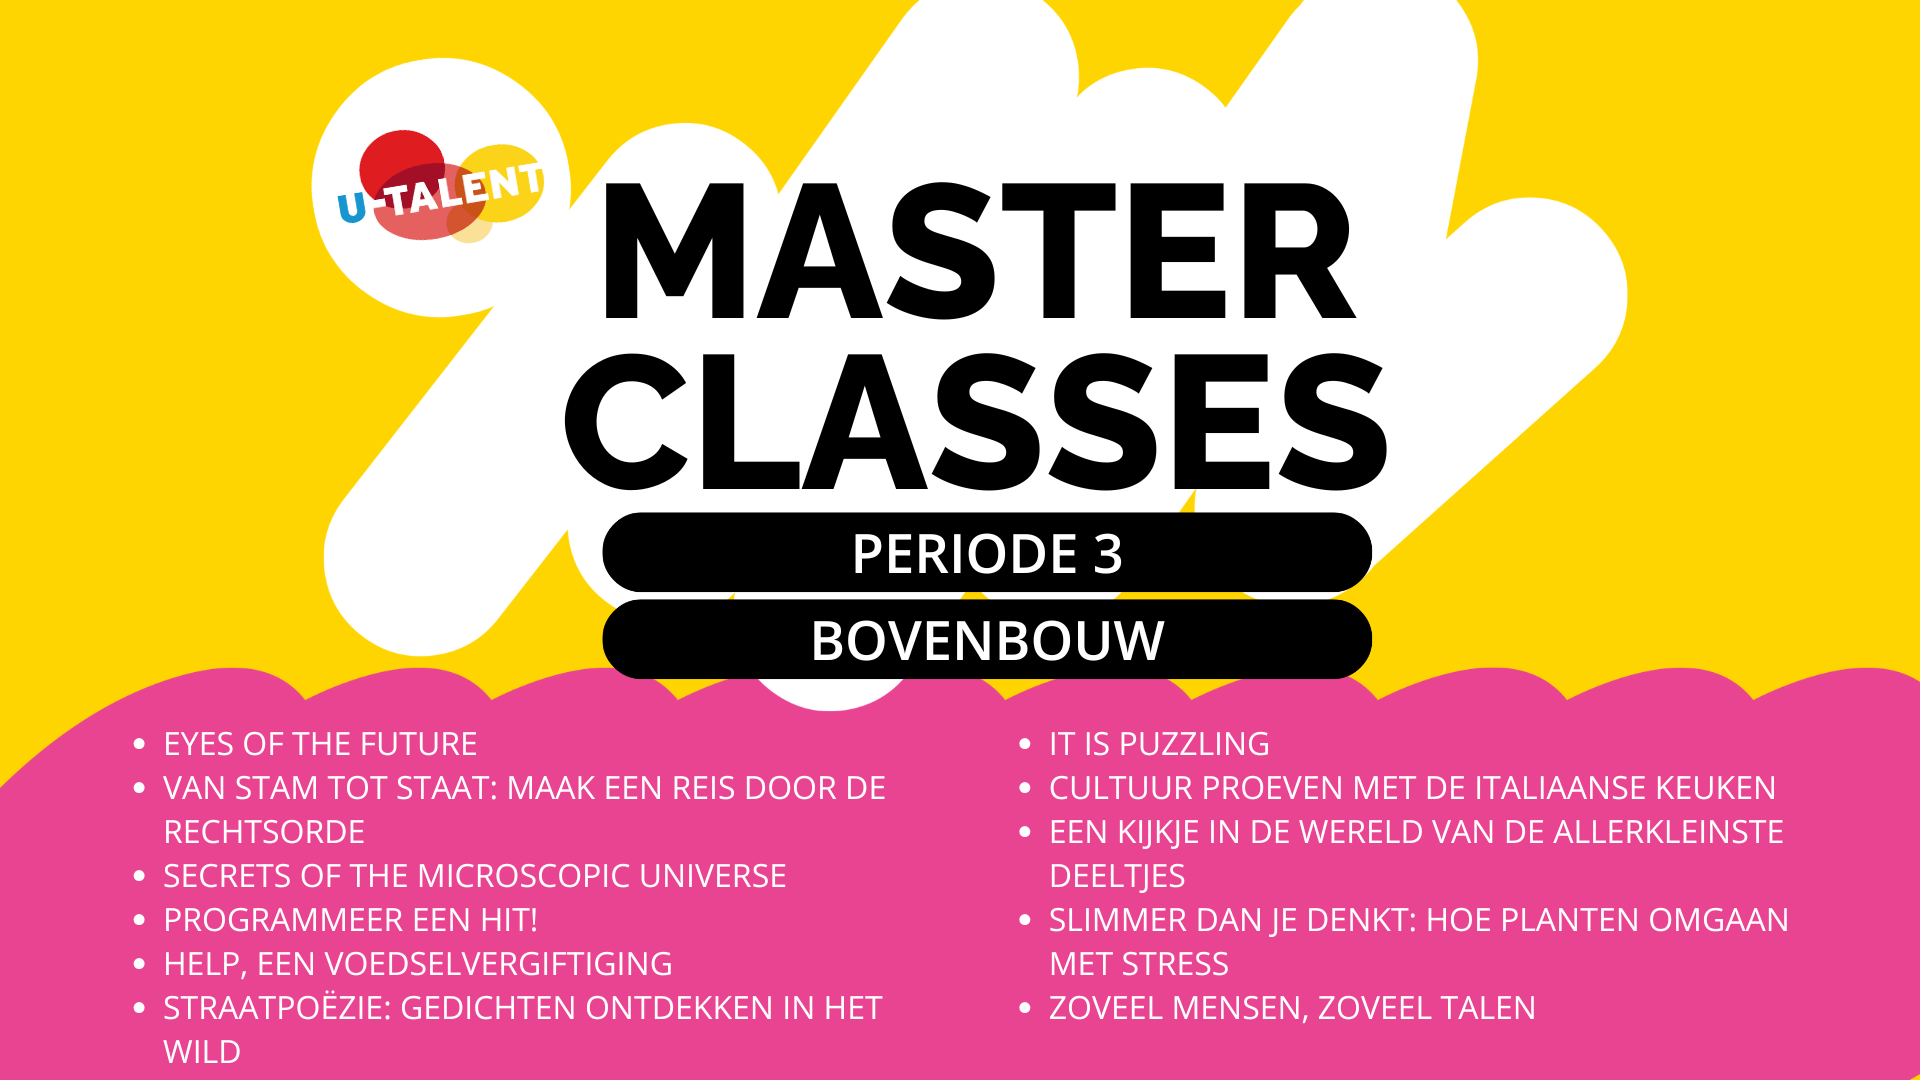 U-TALENT
MASTER
CLASSES
PERIODE 3
BOVENBOUW
• EYES OF THE FUTURE
• VAN STAM TOT STAAT: MAAK EEN REIS DOOR DE
RECHTSORDE
• SECRETS OF THE MICROSCOPIC UNIVERSE
• PROGRAMMEER EEN HIT!
• HELP, EEN VOEDSELVERGIFTIGING
• STRAATPOËZIE: GEDICHTEN ONTDEKKEN IN HET
WILD
• IT IS PUZZLING
• CULTUUR PROEVEN MET DE ITALIAANSE KEUKEN
• EEN KIJKJE IN DE WERELD VAN DE ALLERKLEINSTE
DEELTJES
• SLIMMER DAN JE DENKT: HOE PLANTEN OMGAAN
MET STRESS
• ZOVEEL MENSEN, ZOVEEL TALEN